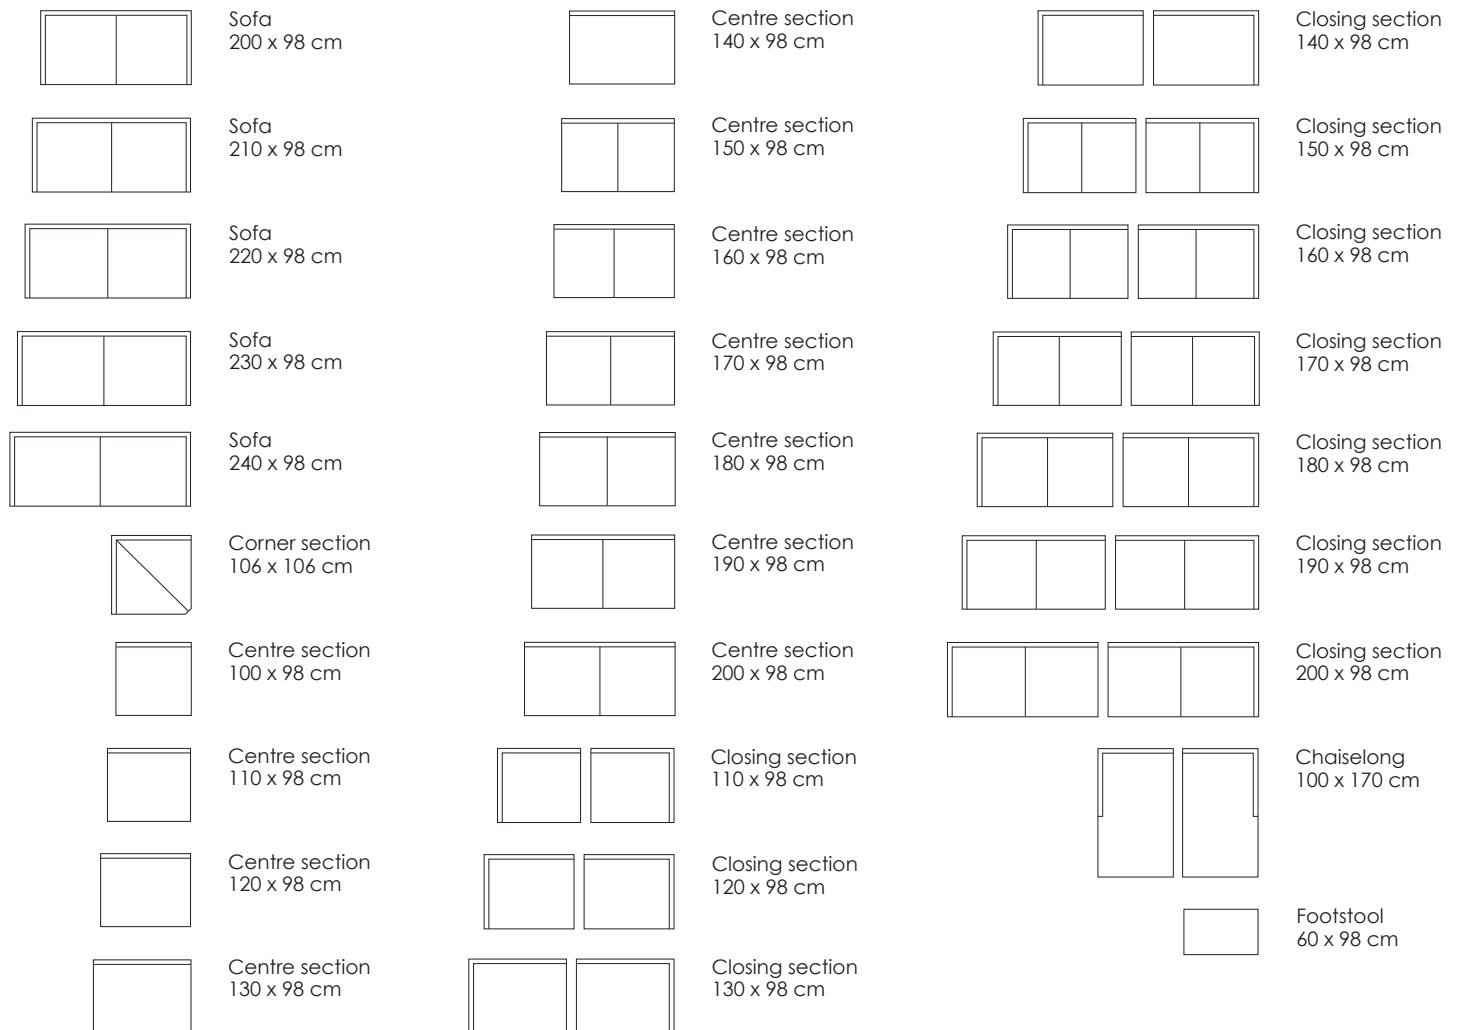 Sofa
200 x 98 cm
Sofa
210 x 98 cm
Sofa
220 x 98 cm
Sofa
230 x 98 cm
Sofa
240 x 98 cm
Corner section
106 x 106 cm
Centre section
100 x 98 cm
Centre section
110 x 98 cm
Centre section
120 x 98 cm
Centre section
130 x 98 cm
Centre section
140 x 98 cm
Centre section
150 x 98 cm
Centre section
160 x 98 cm
Centre section
170 x 98 cm
Centre section
180 x 98 cm
Centre section
190 x 98 cm
Centre section
200 x 98 cm
Closing section
110 x 98 cm
Closing section
120 x 98 cm
Closing section
130 x 98 cm
Closing section
140 x 98 cm
Closing section
150 x 98 cm
Closing section
160 x 98 cm
Closing section
170 x 98 cm
Closing section
180 x 98 cm
Closing section
190 x 98 cm
Closing section
200 x 98 cm
Chaiselong
100 x 170 cm
Footstool
60 x 98 cm